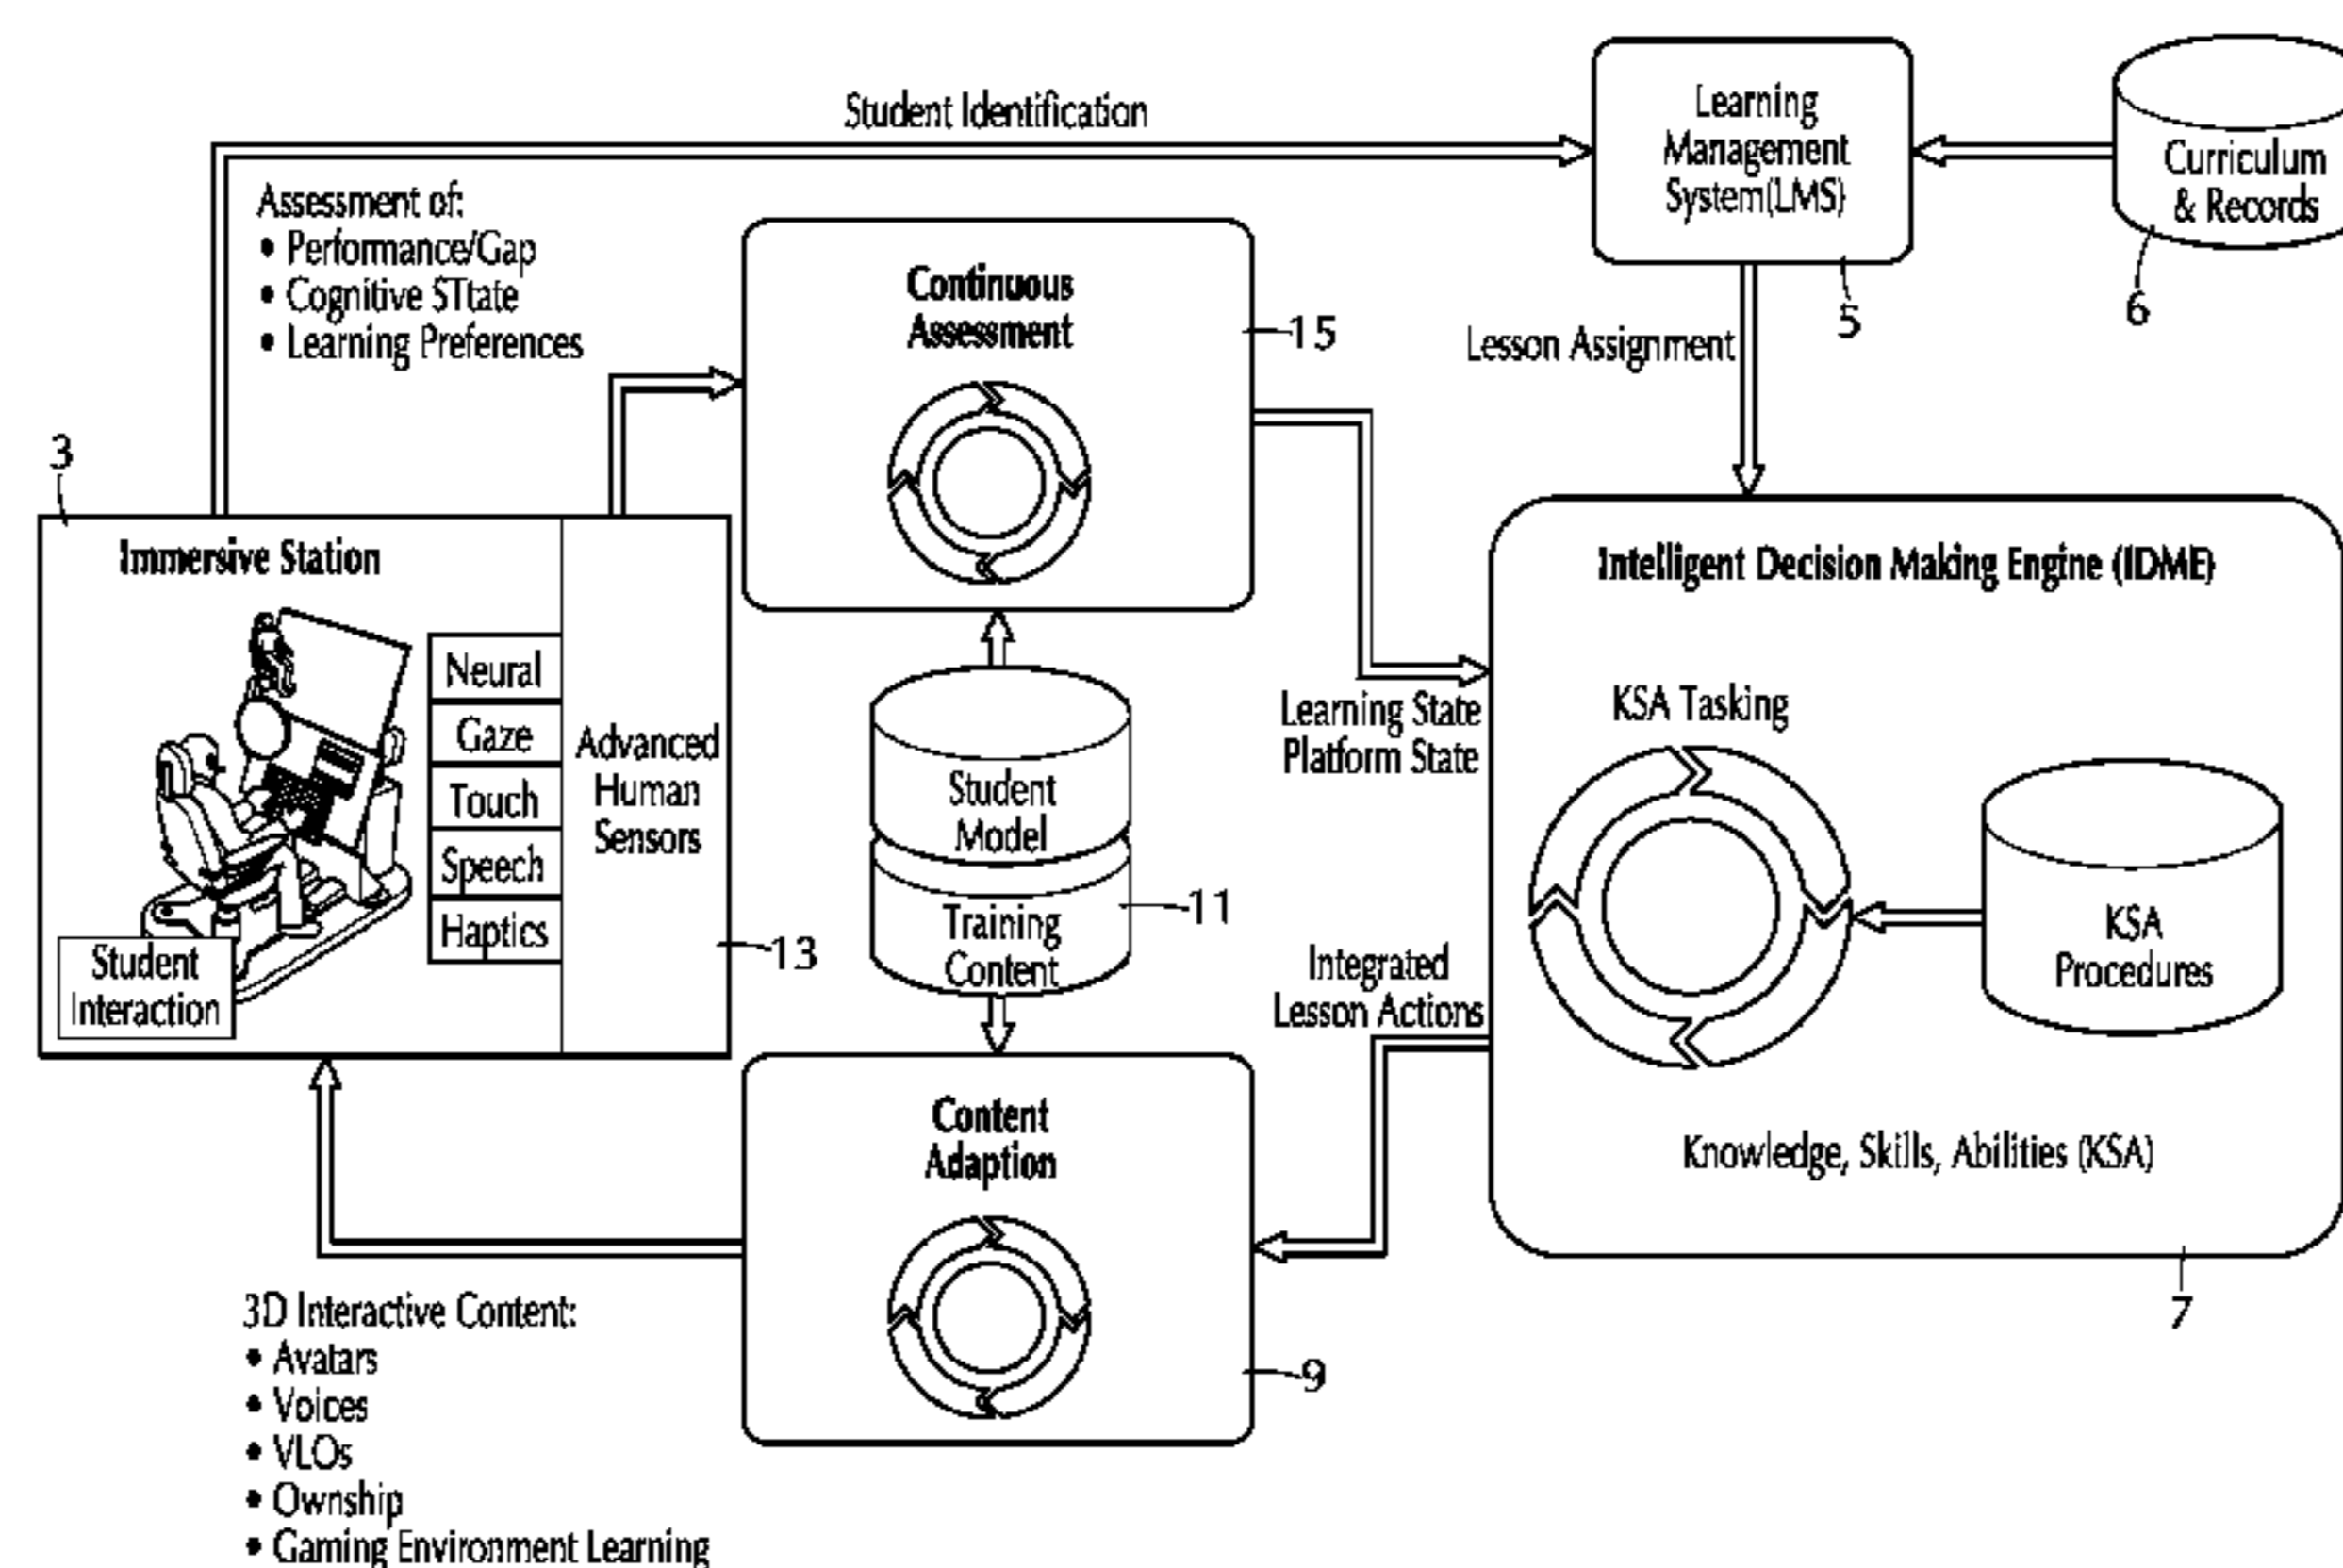 Student Identification
Learning
Management
System(LMS)
Curriculum
& Records
Assessment of:
• Performance/Gap
• Cognitive STtate
• Learning Preferences
Continuous
Assessment
15
5
6
Lesson Assignment
3
Immersive Station
Neural
Gaze
Touch
Speech
Haptics
Advanced
Human
Sensors
Student
Interaction
13
Student
Model
Training
Content
11
Learning State
Platform State
Integrated
Lesson Actions
Intelligent Decision Making Engine (IDME)
KSA Tasking
KSA
Procedures
Knowledge, Skills, Abilities (KSA)
7
Content
Adaption
9
3D Interactive Content:
• Avatars
• Voices
• VLOs
• Ownship
• Gaming Environment Learning